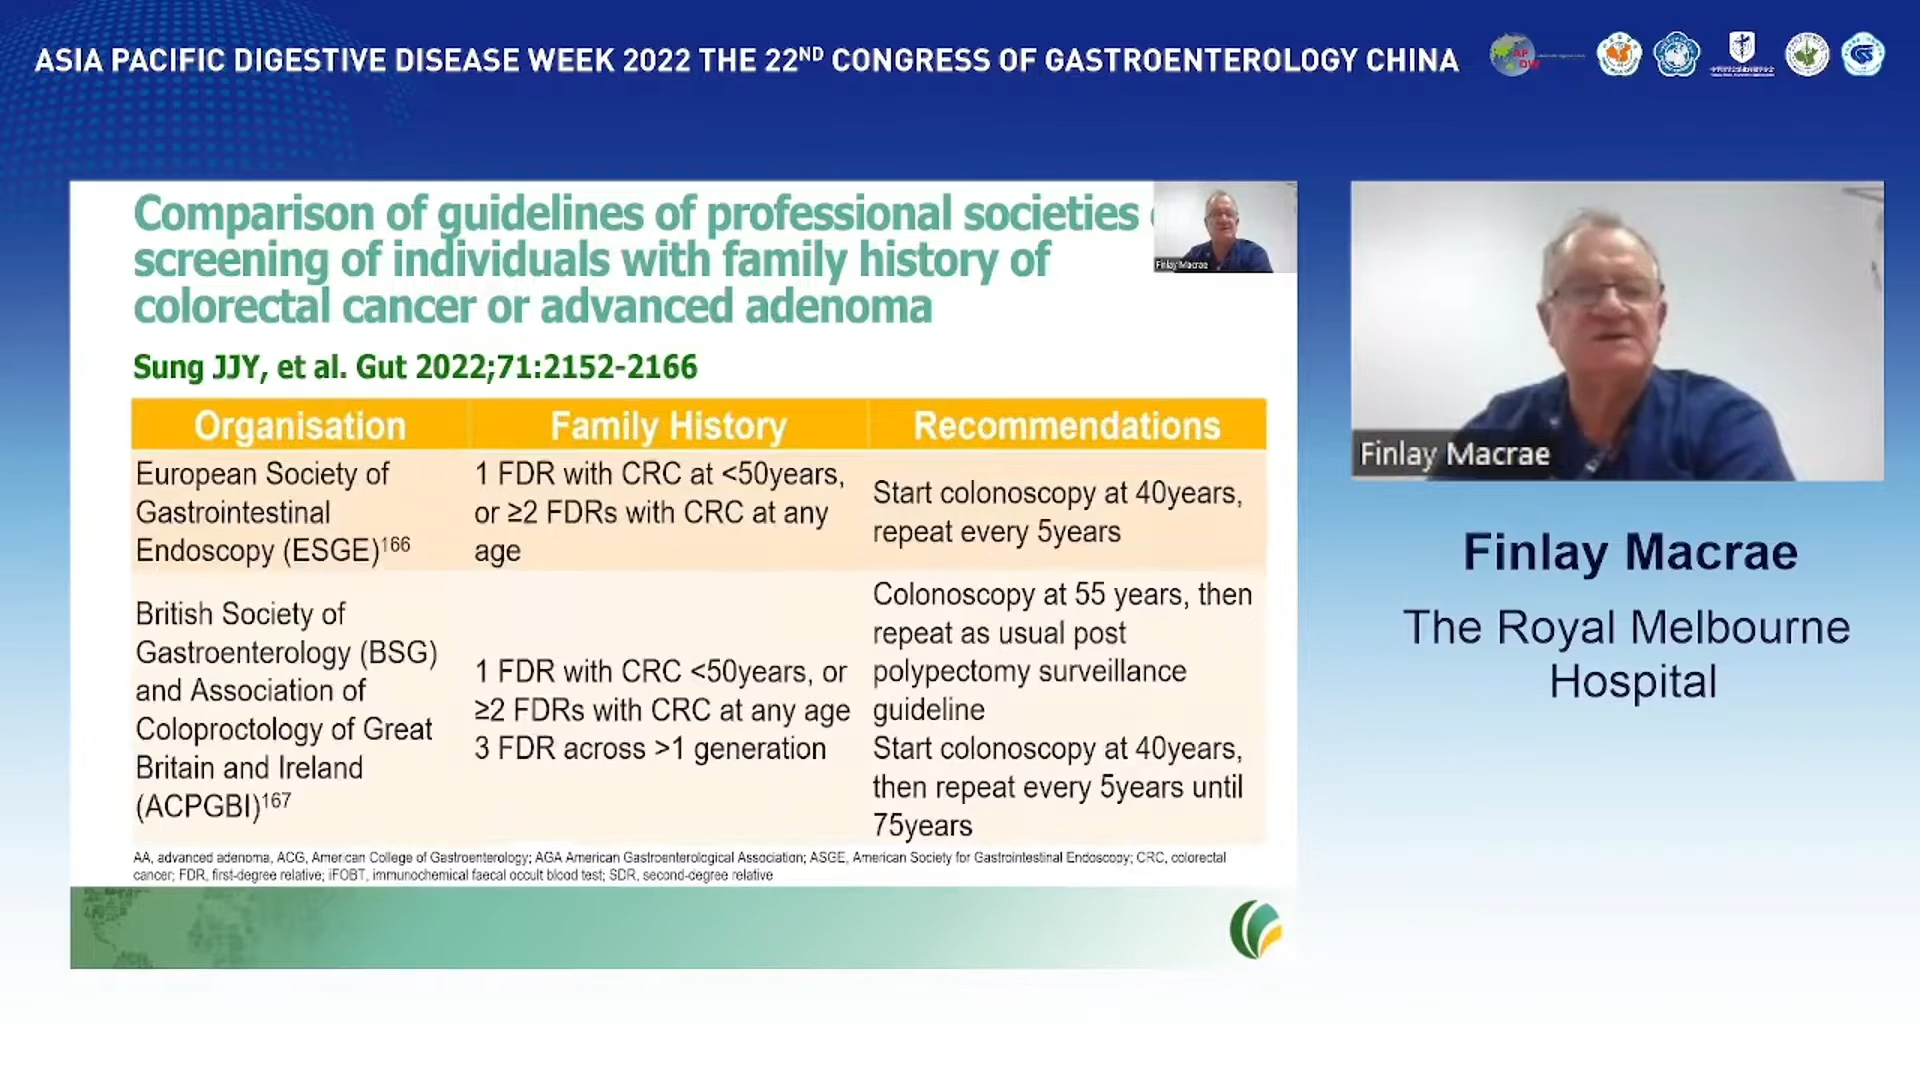 ASIA PACIFIC DIGESTIVE DISEASE WEEK 2022 THE 22ND CONGRESS OF GASTROENTEROLOGY CHINA
Comparison of guidelines of professional societies
screening of individuals with family history of
colorectal cancer or advanced adenoma
Finlay Macrae
Sung JJY, et al. Gut 2022;71:2152-2166
Organisation Family History Recommendations
European Society of
Gastrointestinal
Endoscopy (ESGE)166
1 FDR with CRC at <50years,
or ≥2 FDRs with CRC at any
age
Start colonoscopy at 40years,
repeat every 5years
British Society of
Gastroenterology (BSG)
and Association of
Coloproctology of Great
Britain and Ireland
(ACPGBI)167
1 FDR with CRC <50years, or
≥2 FDRs with CRC at any age
3 FDR across >1 generation
Colonoscopy at 55 years, then
repeat as usual post
polypectomy surveillance
guideline
Start colonoscopy at 40years,
then repeat every 5years until
75years
AA, advanced adenoma, ACG, American College of Gastroenterology; AGA American Gastroenterological Association; ASGE, American Society for Gastrointestinal Endoscopy; CRC, colorectal
cancer; FDR, first-degree relative; iFOBT, immunochemical faecal occult blood test; SDR, second-degree relative
Finlay Macrae
Finlay Macrae
The Royal Melbourne
Hospital